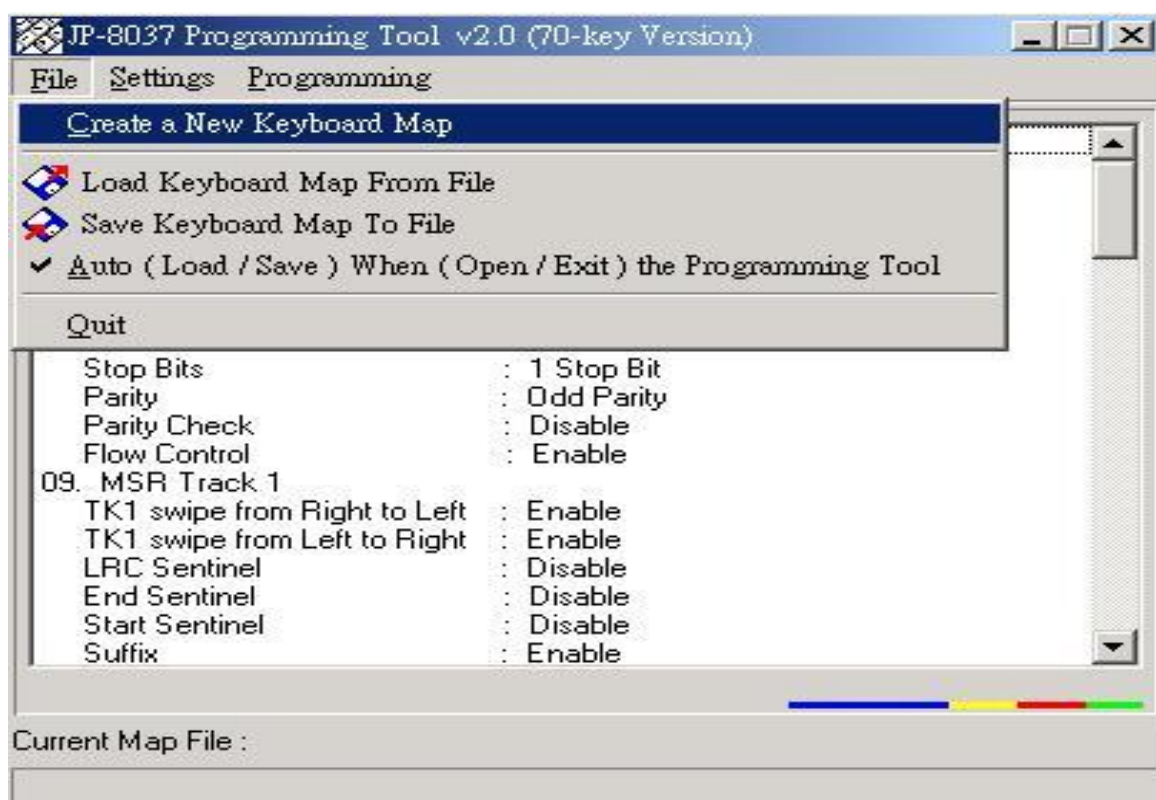 JP-8037 Programming Tool v2.0 (70-key Version)
File Settings Programming
Create a New Keyboard Map
Load Keyboard Map From File
Save Keyboard Map To File
Auto ( Load / Save ) When ( Open / Exit ) the Programming Tool
Quit
Stop Bits : 1 Stop Bit
Parity : Odd Parity
Parity Check : Disable
Flow Control : Enable
09. MSR Track 1
TK1 swipe from Right to Left : Enable
TK1 swipe from Left to Right : Enable
LRC Sentinel : Disable
End Sentinel : Disable
Start Sentinel : Disable
Suffix : Enable
Current Map File :